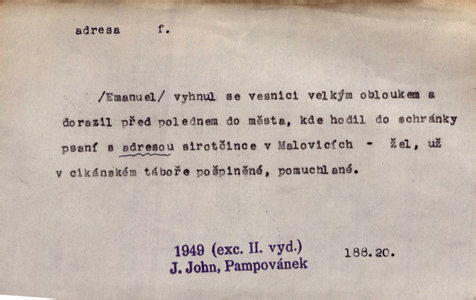 adresa f.
/Emanuel/ vyhnul se vesnici velkým obloukem a
dorazil před polednem do města, kde hodil do schránky
psaní s adresou sirotčince v Malovicích - žel, už
v cikánském táboře pošpiněné, pomuchlané.
1949 (exc. II. vyd.) 188.20.
J. John, Pampovánek